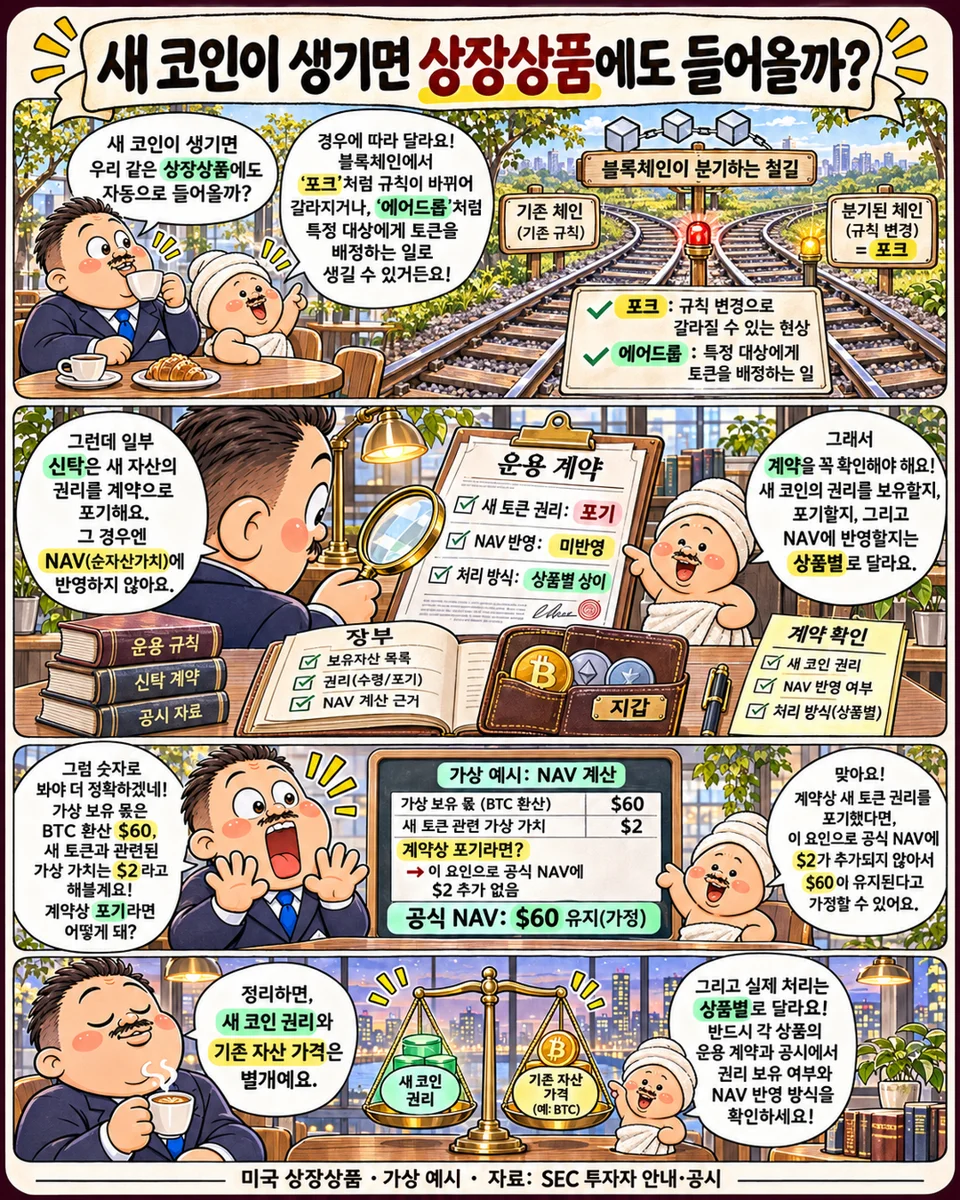 새 코인이 생기면 상장상품에도 들어올까?
새 코인이 생기면
우리 같은 상장상품에도
자동으로 들어올까?
경우에 따라 달라요!
블록체인에서
'포크'처럼 규칙이 바뀌어
갈라지거나, '에어드롭'처럼
특정 대상에게 토큰을
배정하는 일로
생길 수 있거든요!
블록체인이 분기하는 철길
기존 체인
(기존 규칙)
분기된 체인
(규칙 변경)
= 포크
포크 : 규칙 변경으로
갈라질 수 있는 현상
에어드롭 : 특정 대상에게
토큰을 배정하는 일
그런데 일부
신탁은 새 자산의
권리를 계약으로
포기해요.
그 경우엔
NAV(순자산가치)에
반영하지 않아요.
운용 계약
새 토큰 권리: 포기
NAV 반영: 미반영
처리 방식: 상품별 상이
그래서
계약을 꼭 확인해야 해요!
새 코인의 권리를 보유할지,
포기할지, 그리고
NAV에 반영할지는
상품별로 달라요.
운용 규칙
신탁 계약
공시 자료
장부
보유자산 목록
권리(수령/포기)
NAV 계산 근거
지갑
계약 확인
새 코인 권리
NAV 반영 여부
처리 방식(상품별)
그럼 숫자로
봐야 더 정확하겠네!
가상 보유 몫은
BTC 환산 $60,
새 토큰과 관련된
가상 가치는 $2라고
해볼게요!
계약상 포기라면
어떻게 돼?
가상 예시: NAV 계산
가상 보유 몫 (BTC 환산) $60
새 토큰 관련 가상 가치 $2
계약상 포기라면?
→ 이 요인으로 공식 NAV에
$2 추가 없음
공식 NAV: $60 유지(가정)
맞아요!
계약상 새 토큰 권리를
포기했다면,
이 요인으로 공식 NAV에
$2가 추가되지 않아서
$60이 유지된다고
가정할 수 있어요.
정리하면,
새 코인 권리와
기존 자산 가격은
별개예요.
새 코인
권리
기존 자산
가격
(예: BTC)
그리고 실제 처리는
상품별로 달라요!
반드시 각 상품의
운용 계약과 공시에서
권리 보유 여부와
NAV 반영 방식을
확인하세요!
미국 상장상품 · 가상 예시 · 자료: SEC 투자자 안내·공시